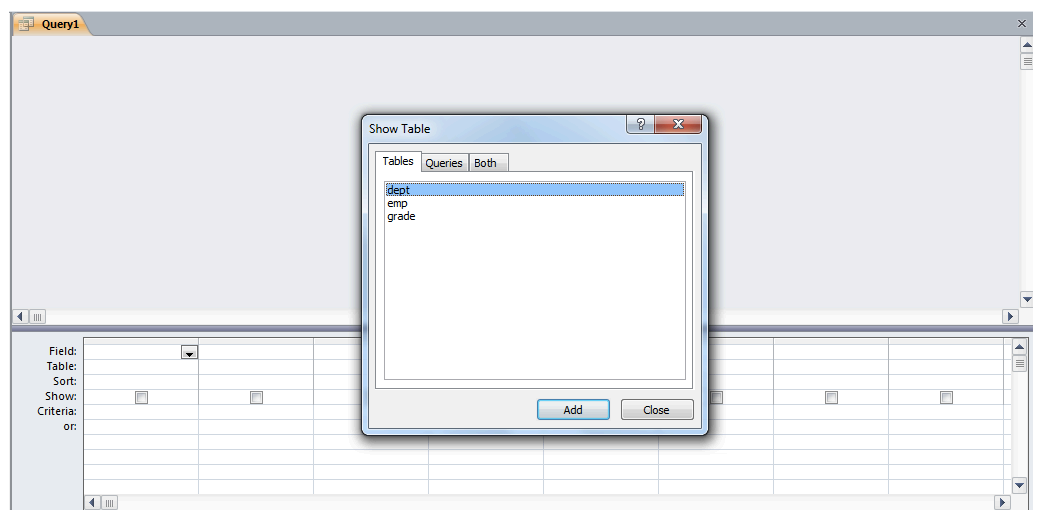 Query1
Show Table
Tables Queries Both
dept
emp
grade
Add Close
Field:
Table:
Sort:
Show:
Criteria:
or: